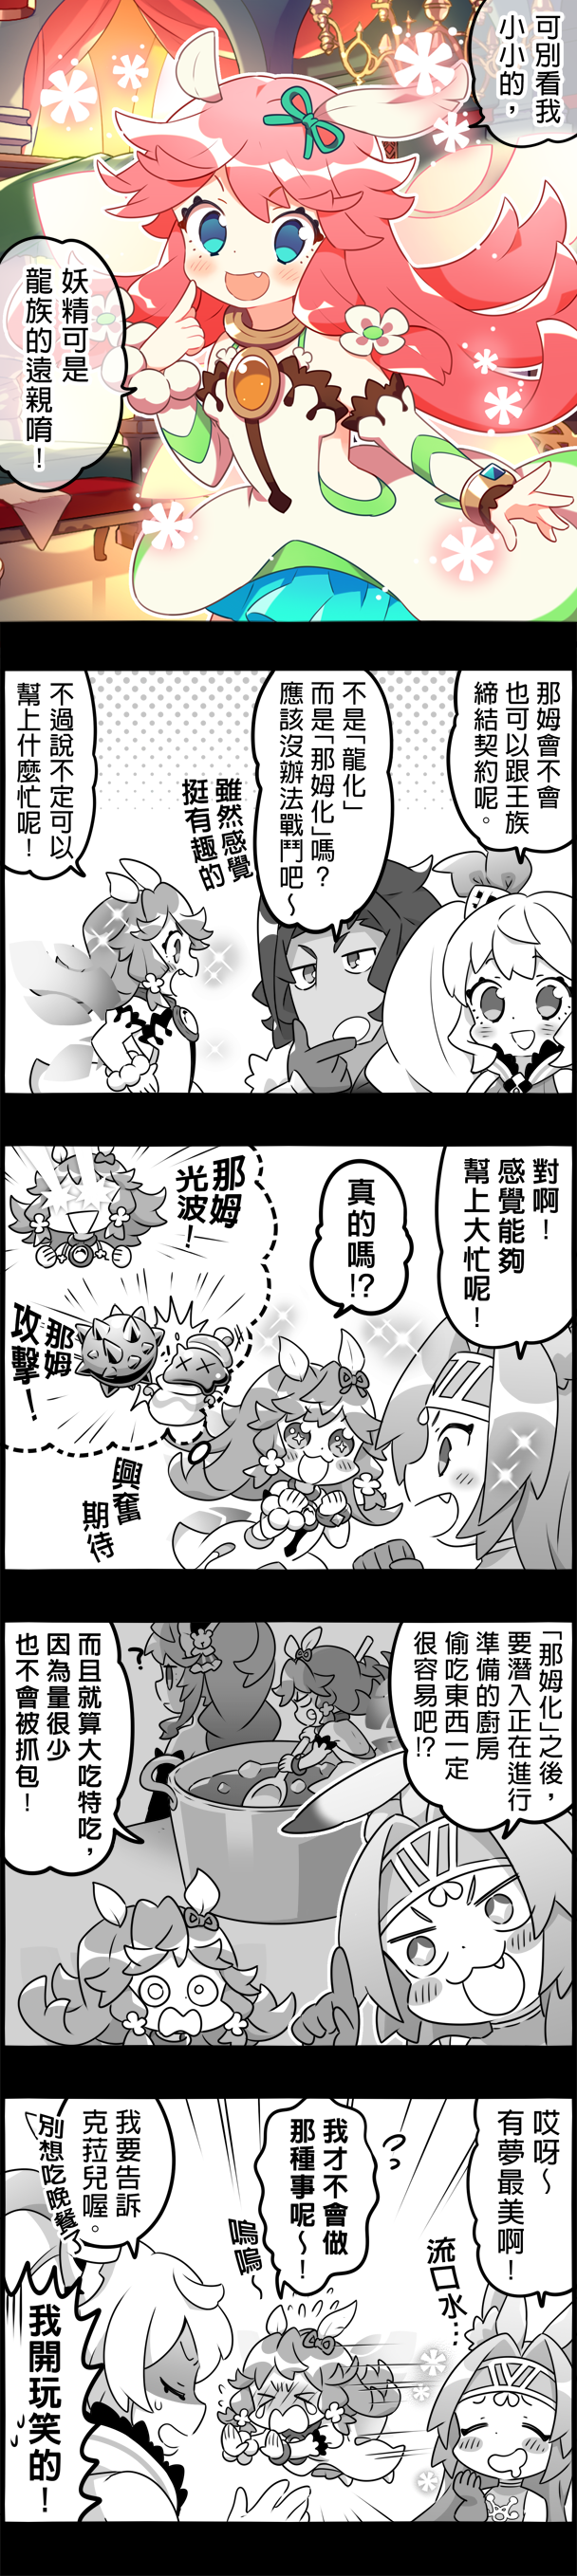 可別看我
小小的，
妖精可是
龍族的遠親唷！
那姆會不會
也可以跟王族
締結契約呢。
不是「龍化」
而是「那姆化」嗎？
應該沒辦法戰鬥吧～
雖然感覺
挺有趣的
不過說不定可以
幫上什麼忙呢！
對啊！
感覺能夠
幫上大忙呢！
真的嗎!?
那姆
光波！
那姆
攻擊！
興奮
期待
「那姆化」之後，
要潛入正在進行
準備的廚房
偷吃東西一定
很容易吧!?
?
而且就算大吃特吃，
因為量很少
也不會被抓包！
哎呀～
有夢最美啊！
流口水…
??
我才不會做
那種事呢～！
嗚嗚～
我要告訴
克菈兒喔。
別想吃晚餐了
我開玩笑的！